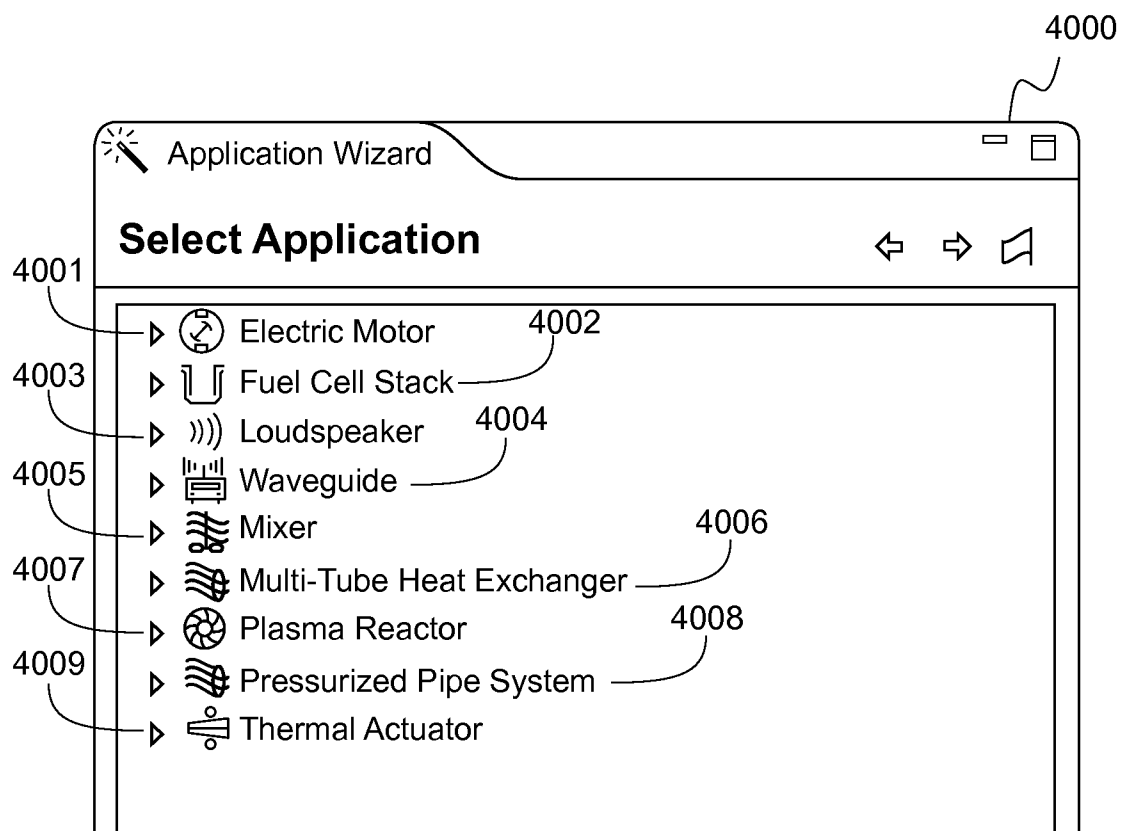 4000
Application Wizard
Select Application
4001
Electric Motor
4002
4003
Fuel Cell Stack
Loudspeaker
4004
4005
Waveguide
Mixer
4006
4007
Multi-Tube Heat Exchanger
Plasma Reactor
4008
4009
Pressurized Pipe System
Thermal Actuator